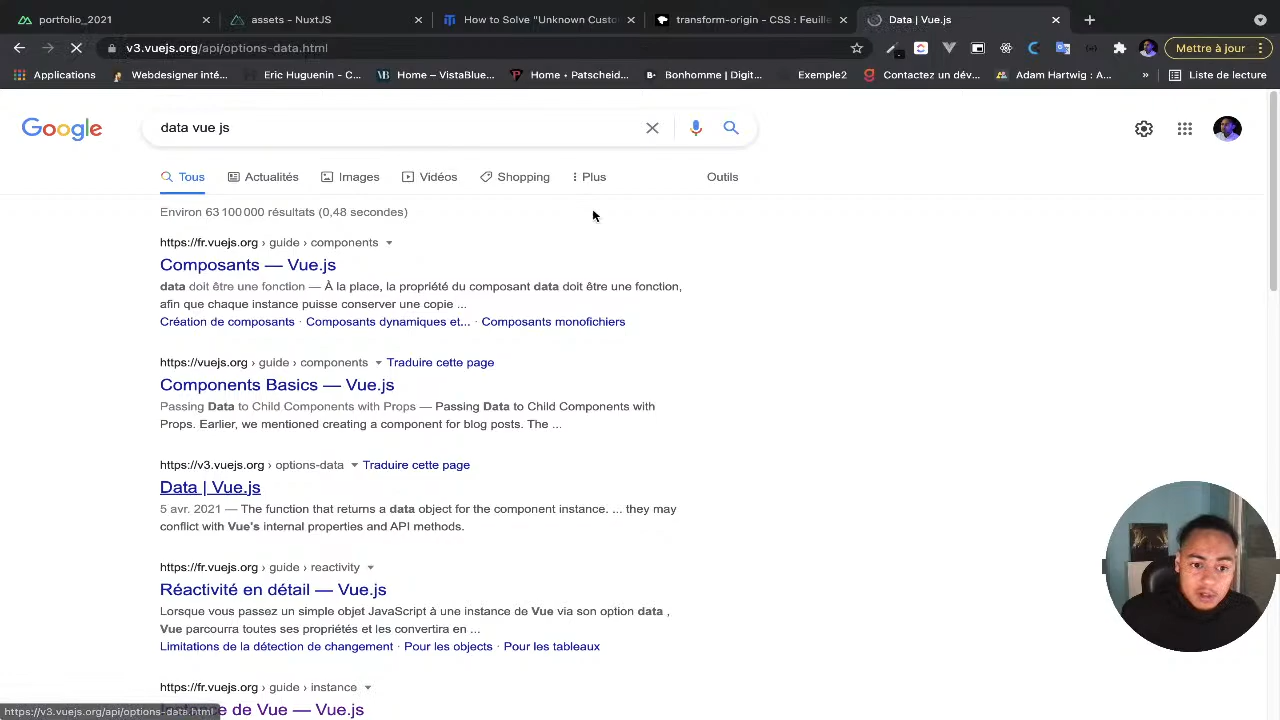 portfolio_2021
assets - NuxtJS
How to Solve "Unknown Custo
transform-origin - CSS : Feuille
Data | Vue.js
v3.vuejs.org/api/options-data.html
Mettre à jour
Applications
Webdesigner inté...
Eric Huguenin - C...
Home – VistaBlue...
Home • Patscheid...
Bonhomme | Digit...
Exemple2
Contactez un dév...
Adam Hartwig : A...
»
Liste de lecture
Google
data vue js
Tous
Actualités
Images
Vidéos
Shopping
Plus
Outils
Environ 63 100 000 résultats (0,48 secondes)
https://fr.vuejs.org › guide › components
Composants — Vue.js
data doit être une fonction — À la place, la propriété du composant data doit être une fonction,
afin que chaque instance puisse conserver une copie ...
Création de composants · Composants dynamiques et... · Composants monofichiers
https://vuejs.org › guide › components Traduire cette page
Components Basics — Vue.js
Passing Data to Child Components with Props — Passing Data to Child Components with
Props. Earlier, we mentioned creating a component for blog posts. The ...
https://v3.vuejs.org › options-data Traduire cette page
Data | Vue.js
5 avr. 2021 — The function that returns a data object for the component instance. ... they may
conflict with Vue's internal properties and API methods.
https://fr.vuejs.org › guide › reactivity
Réactivité en détail — Vue.js
Lorsque vous passez un simple objet JavaScript à une instance de Vue via son option data ,
Vue parcourra toutes ses propriétés et les convertira en ...
Limitations de la détection de changement · Pour les objects · Pour les tableaux
https://fr.vuejs.org › guide › instance
de Vue — Vue.js
https://v3.vuejs.org/api/options-data.html